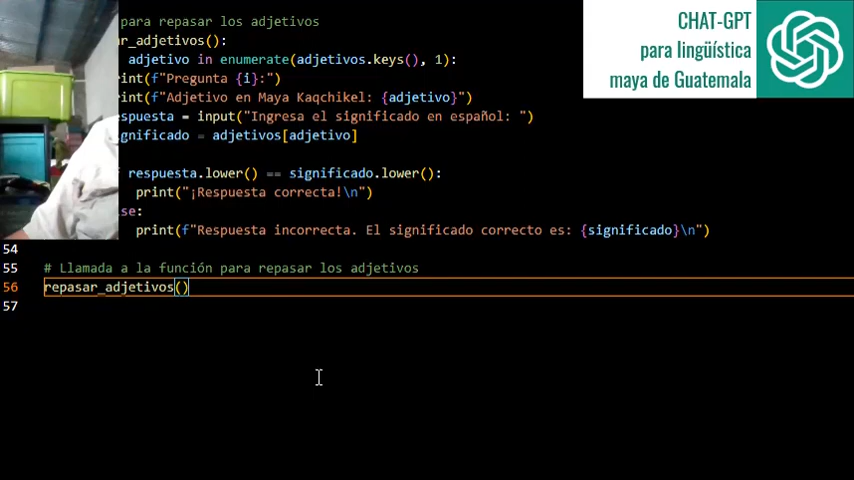 para repasar los adjetivos
ar_adjetivos():
adjetivo in enumerate(adjetivos.keys(), 1):
rint(f"Pregunta {i}:")
rint(f"Adjetivo en Maya Kaqchikel: {adjetivo}")
spuesta = input("Ingresa el significado en español: ")
gnificado = adjetivos[adjetivo]
respuesta.lower() == significado.lower():
print("¡Respuesta correcta!\n")
se:
print(f"Respuesta incorrecta. El significado correcto es: {significado}\n")
54
55 # Llamada a la función para repasar los adjetivos
56 repasar_adjetivos()
57
CHAT-GPT
para lingüística
maya de Guatemala